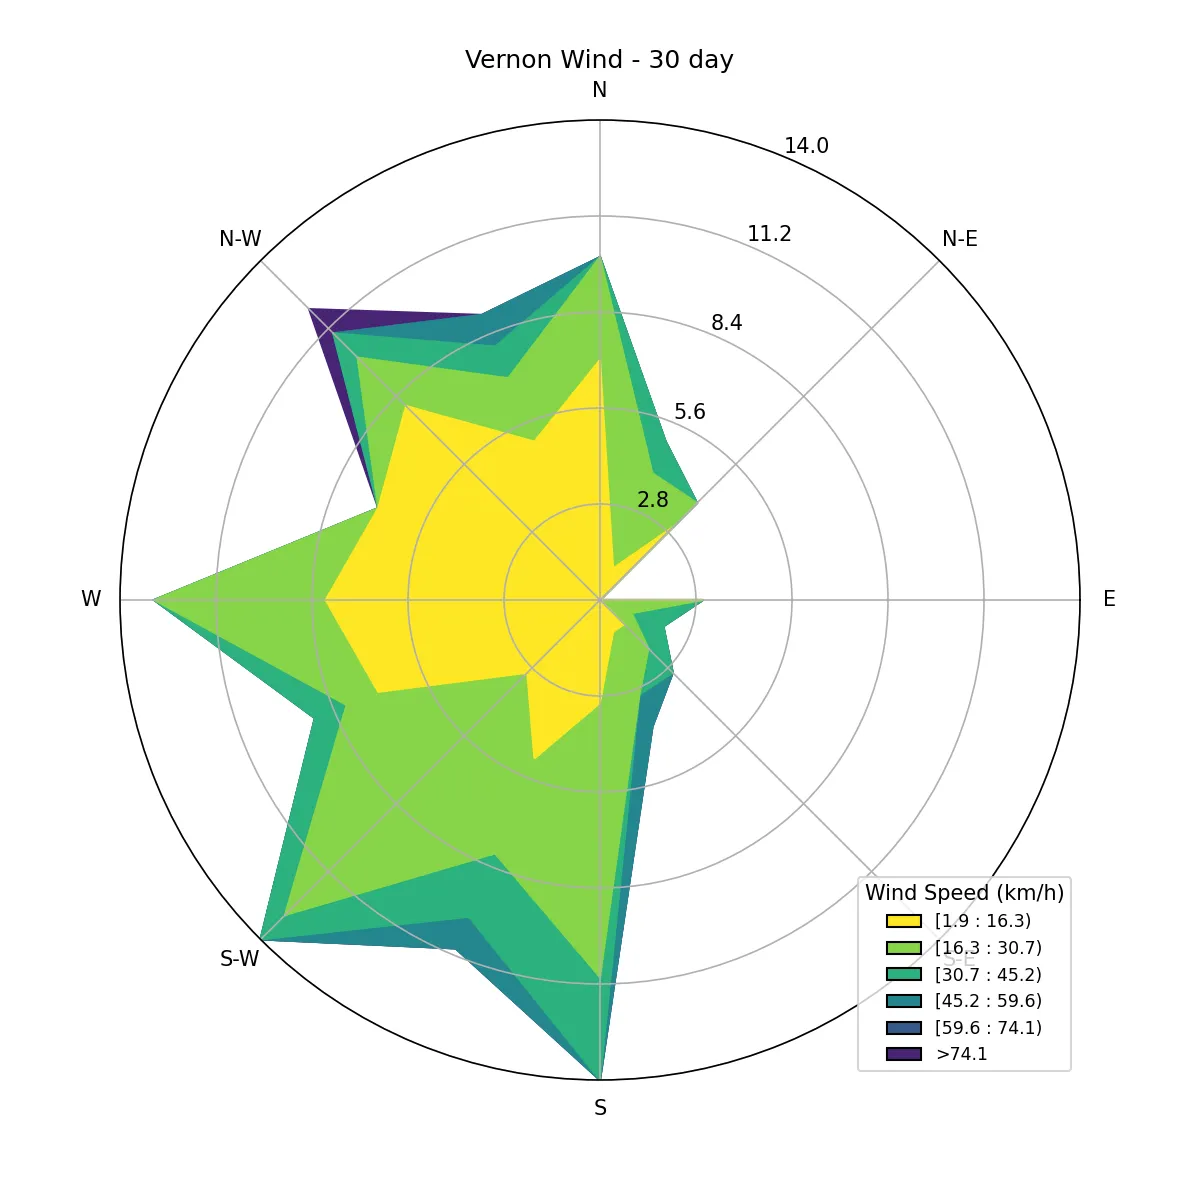 Vernon Wind - 30 day
N
14.0
N-W
11.2
N-E
8.4
5.6
2.8
W
E
Wind Speed (km/h)
[1.9 : 16.3)
[16.3 : 30.7)
S-W
S-E
[30.7 : 45.2)
[45.2 : 59.6)
[59.6 : 74.1)
>74.1
S